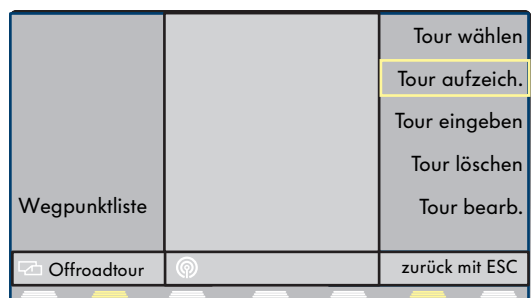 Tour wählen
Tour aufzeich.
Tour eingeben
Tour löschen
Wegpunktliste Tour bearb.
Offroadtour zurück mit ESC